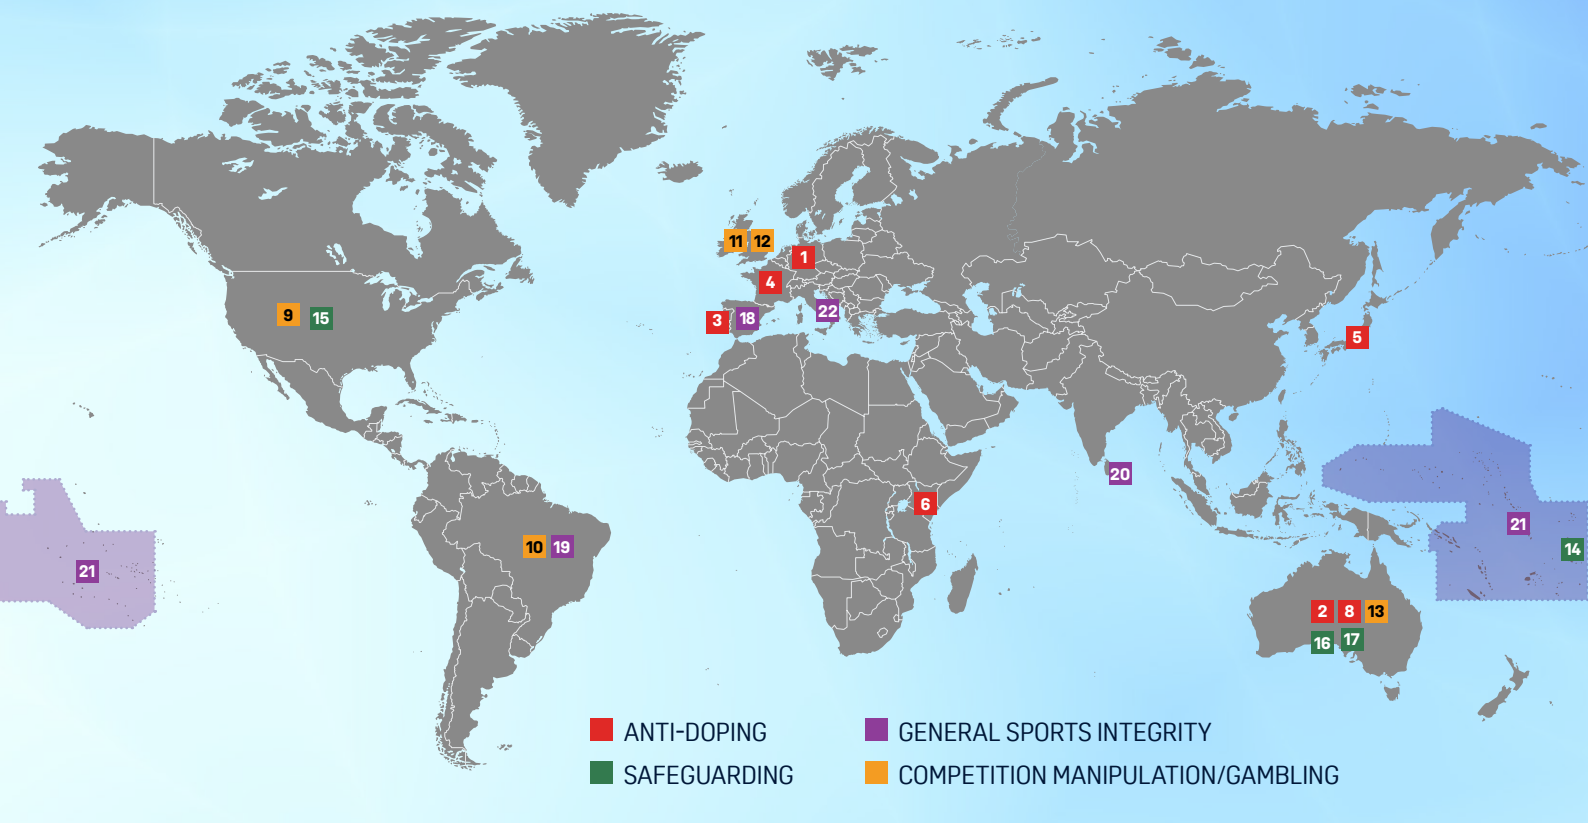 11 12
1
4
3 18 22
9 15
5
20
6
21
14
10 19
21
2 8 13
16 17
ANTI-DOPING
GENERAL SPORTS INTEGRITY
SAFEGUARDING
COMPETITION MANIPULATION/GAMBLING